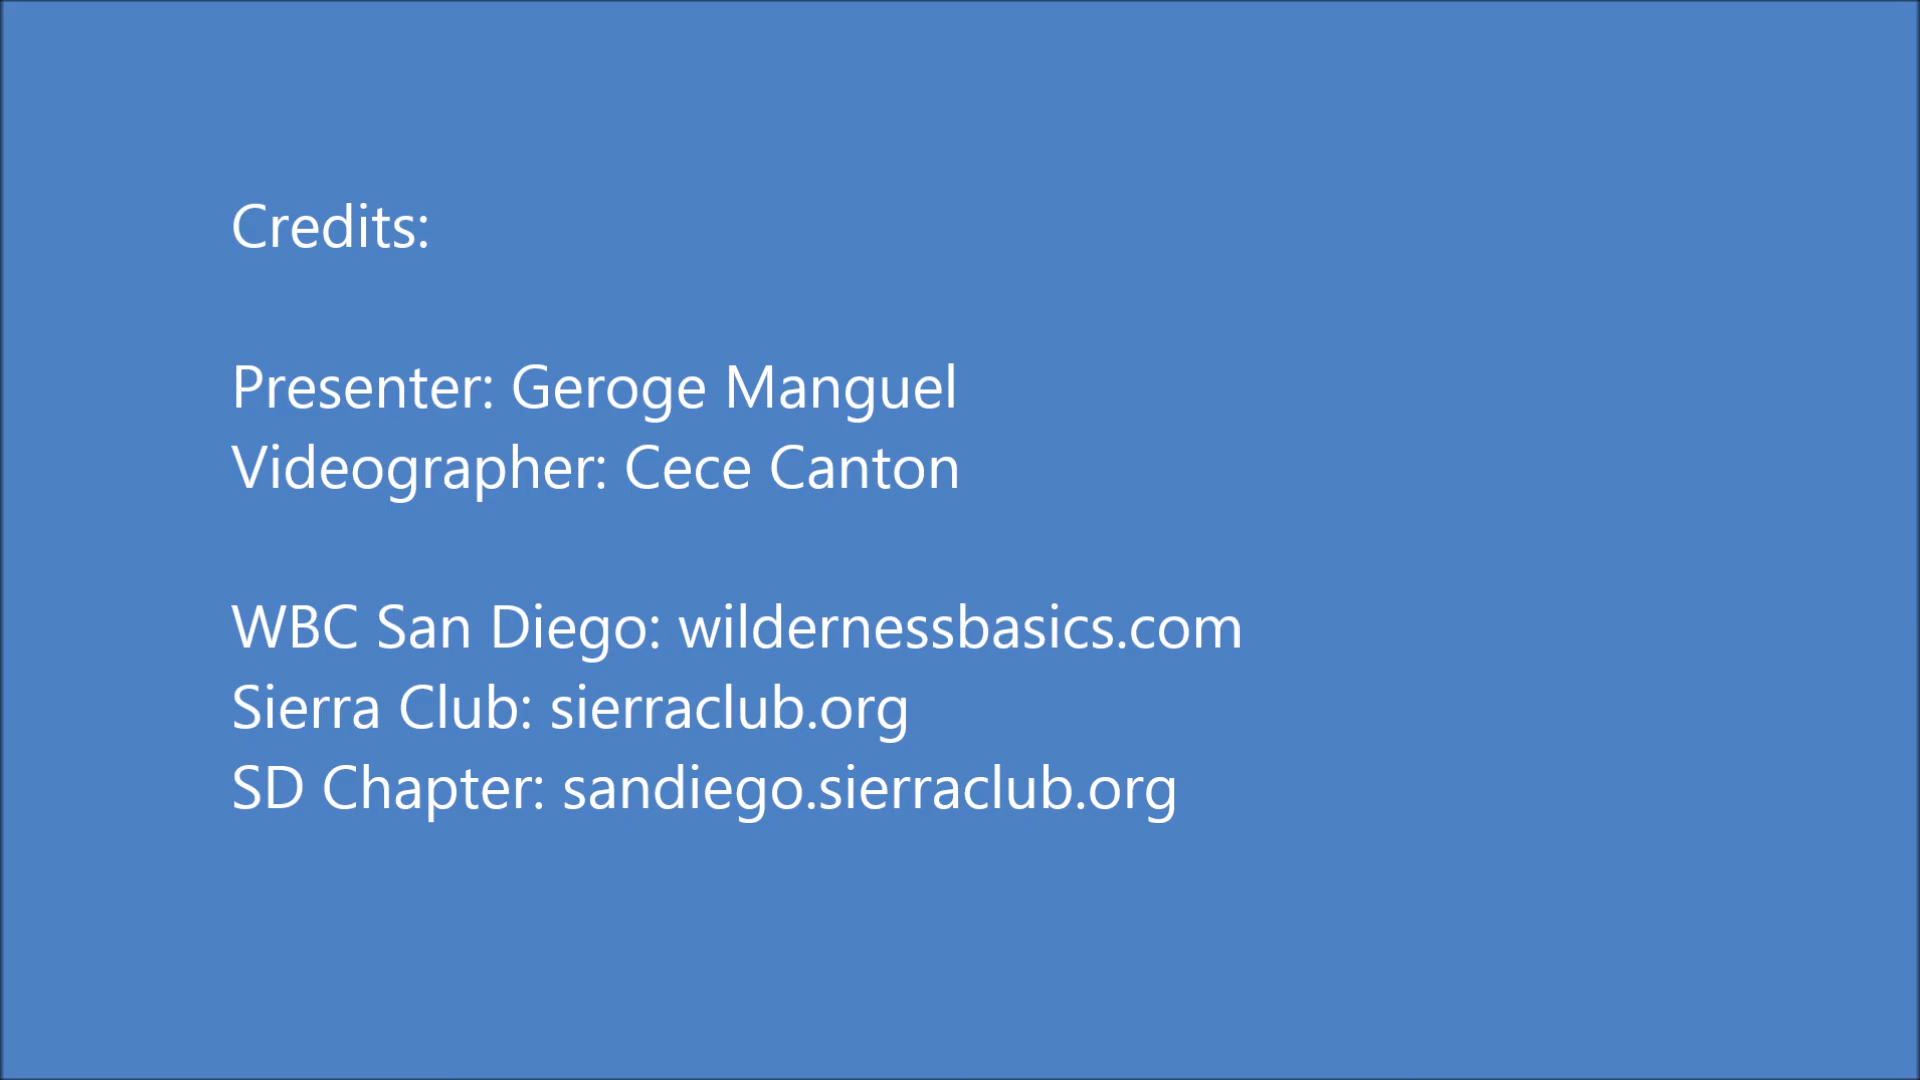 Credits:
Presenter: Geroge Manguel
Videographer: Cece Canton
WBC San Diego: wildernessbasics.com
Sierra Club: sierraclub.org
SD Chapter: sandiego.sierraclub.org